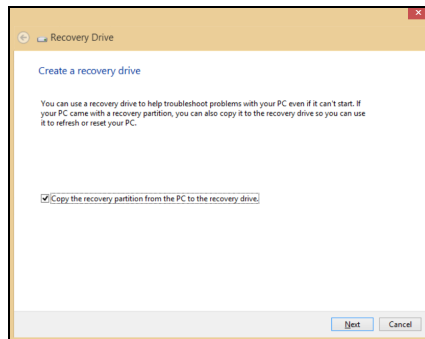 Recovery Drive
Create a recovery drive
You can use a recovery drive to help troubleshoot problems with your PC even if it can't start. If
your PC came with a recovery partition, you can also copy it to the recovery drive so you can use
it to refresh or reset your PC.
Copy the recovery partition from the PC to the recovery drive.
Next Cancel